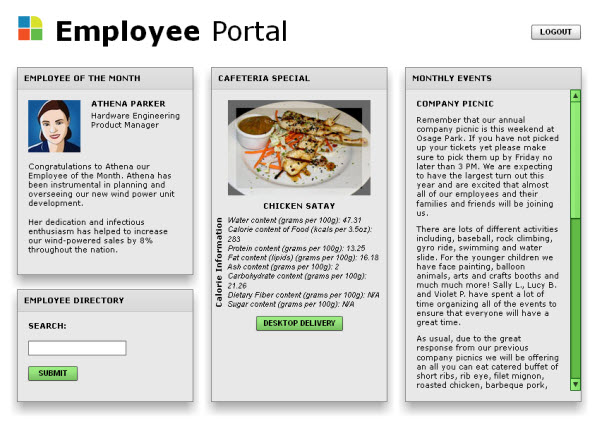 Employee Portal
LOGOUT
EMPLOYEE OF THE MONTH
ATHENA PARKER
Hardware Engineering
Product Manager
Congratulations to Athena our
Employee of the Month. Athena has
been instrumental in planning and
overseeing our new wind power unit
development.
Her dedication and infectious
enthusiasm has helped to increase
our wind-powered sales by 8%
throughout the nation.
EMPLOYEE DIRECTORY
SEARCH:
SUBMIT
CAFETERIA SPECIAL
CHICKEN SATAY
Calorie Information
Water content (grams per 100g): 47.31
Calorie content of Food (kcals per 3.5oz):
283
Protein content (grams per 100g): 13.25
Fat content (lipids) (grams per 100g): 16.18
Ash content (grams per 100g): 2
Carbohydrate content (grams per 100g):
21.26
Dietary Fiber content (grams per 100g): N/A
Sugar content (grams per 100g): N/A
DESKTOP DELIVERY
MONTHLY EVENTS
COMPANY PICNIC
Remember that our annual
company picnic is this weekend at
Osage Park. If you have not picked
up your tickets yet please make
sure to pick them up by Friday no
later than 3 PM. We are expecting
to have the largest turn out this
year and are excited that almost
all of our employees and their
families and friends will be joining
us.
There are lots of different activities
including, baseball, rock climbing,
gyro ride, swimming and water
slide. For the younger children we
have face painting, balloon
animals, arts and crafts booths and
much much more! Sally L., Lucy B.
and Violet P. have spent a lot of
time organizing all of the events to
ensure that everyone will have a
great time.
As usual, due to the great
response from our previous
company picnics we will be offering
an all you can eat catered buffet of
short ribs, rib eye, filet mignon,
roasted chicken, barbeque pork,